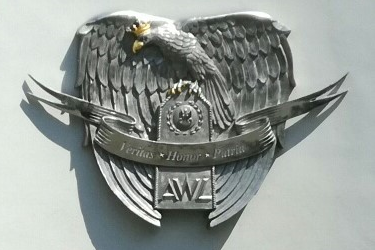 Veritas • Honor • Patria
AWL